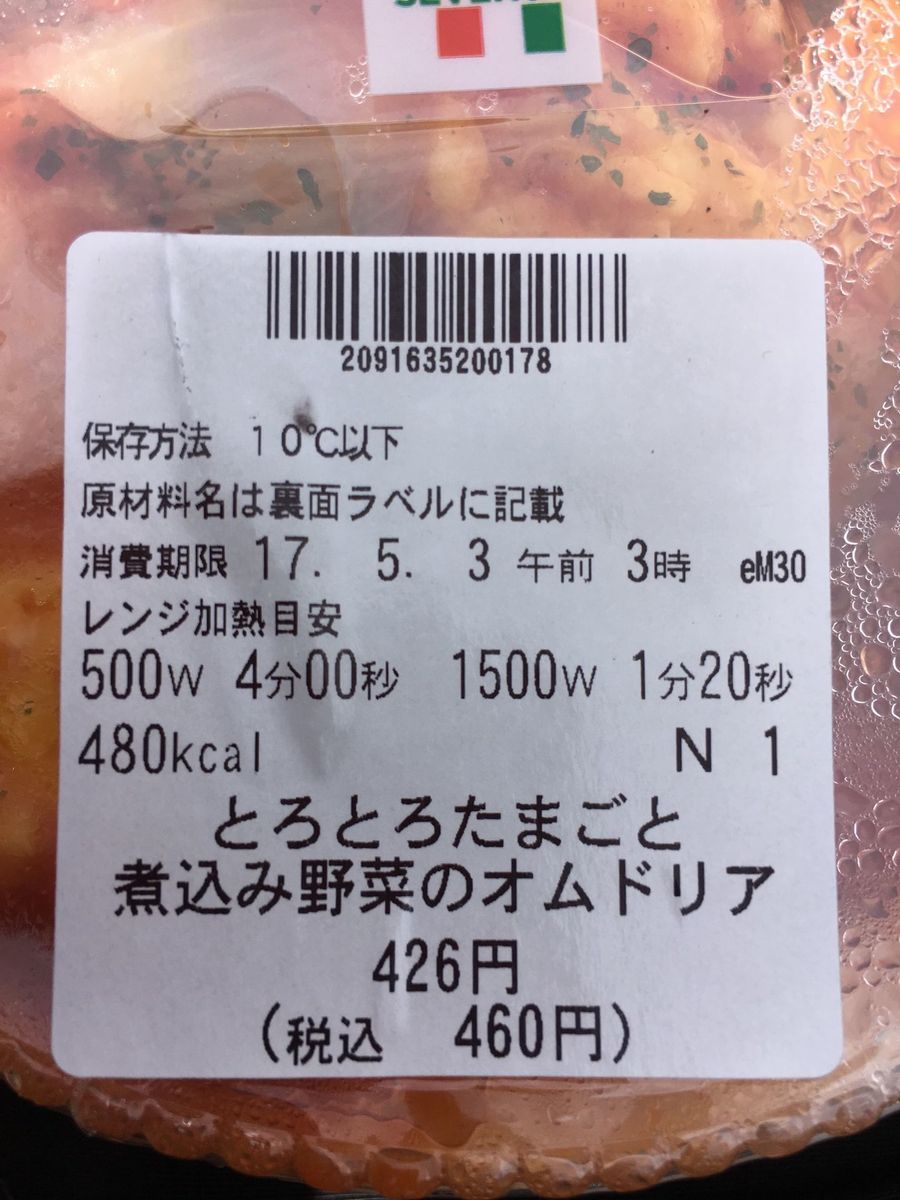 2091635200178
保存方法 10℃以下
原材料名は裏面ラベルに記載
消費期限 17. 5. 3 午前 3時 eM30
レンジ加熱目安
500W 4分00秒 1500W 1分20秒
480kcal N 1
とろとろたまごと
煮込み野菜のオムドリア
426円
(税込 460円)